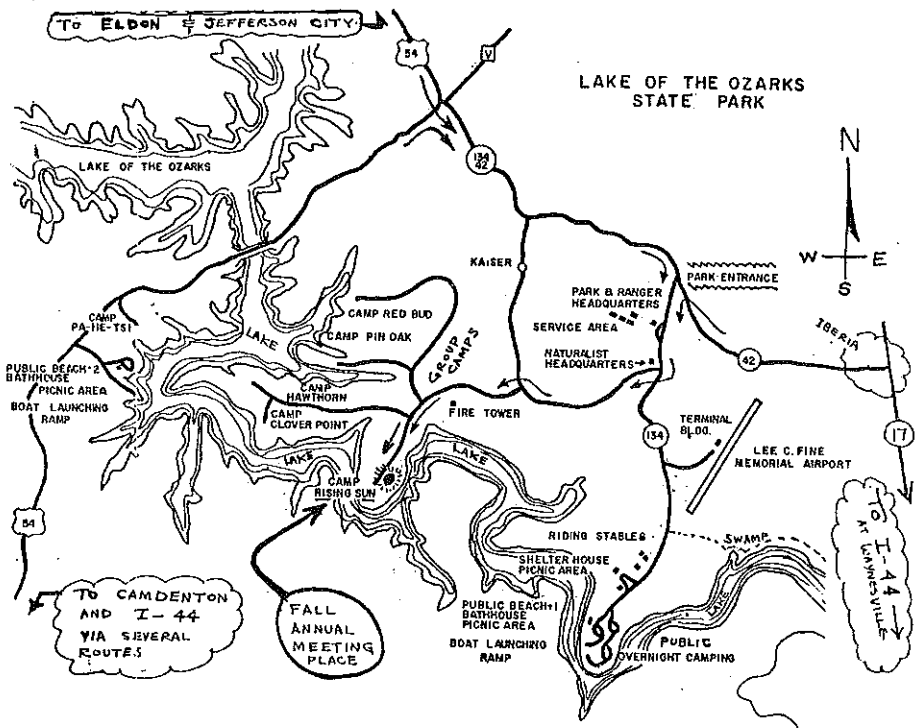 TO ELDON & JEFFERSON CITY
54
V
LAKE OF THE OZARKS
STATE PARK
134
42
LAKE OF THE OZARKS
N
W
E
S
KAISER
PARK ENTRANCE
PARK & RANGER
HEADQUARTERS
SERVICE AREA
IBERIA
CAMP
PA-HE-TSI
CAMP RED BUD
LAKE
CAMP PIN OAK
GROUP
CAMPS
NATURALIST
HEADQUARTERS
42
PUBLIC BEACH-2
BATHHOUSE
PICNIC AREA
BOAT LAUNCHING
RAMP
CAMP
HAWTHORN
CAMP
CLOVER POINT
FIRE TOWER
TERMINAL
BLDG.
134
LEE C. FINE
MEMORIAL AIRPORT
17
LAKE
LAKE
CAMP
RISING SUN
54
RIDING STABLES
SWAMP
SHELTER HOUSE
PICNIC AREA
TO
I-44
AT WAYNESVILLE
TO CAMDENTON
AND I-44
VIA SEVERAL
ROUTES
FALL
ANNUAL
MEETING
PLACE
PUBLIC BEACH-1
BATHHOUSE
PICNIC AREA
BOAT LAUNCHING
RAMP
LAKE
PUBLIC
OVERNIGHT CAMPING